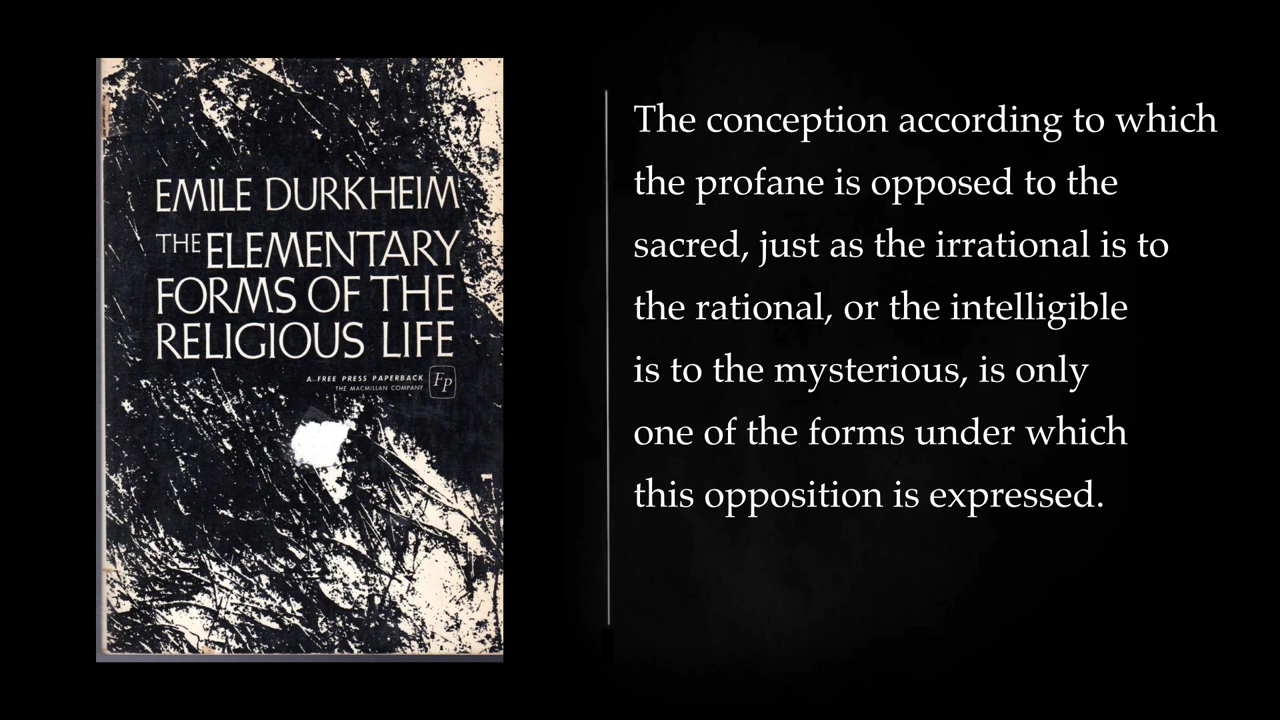 EMILE DURKHEIM
THE ELEMENTARY
FORMS OF THE
RELIGIOUS LIFE
A FREE PRESS PAPERBACK
THE MACMILLAN COMPANY
Fp
The conception according to which
the profane is opposed to the
sacred, just as the irrational is to
the rational, or the intelligible
is to the mysterious, is only
one of the forms under which
this opposition is expressed.